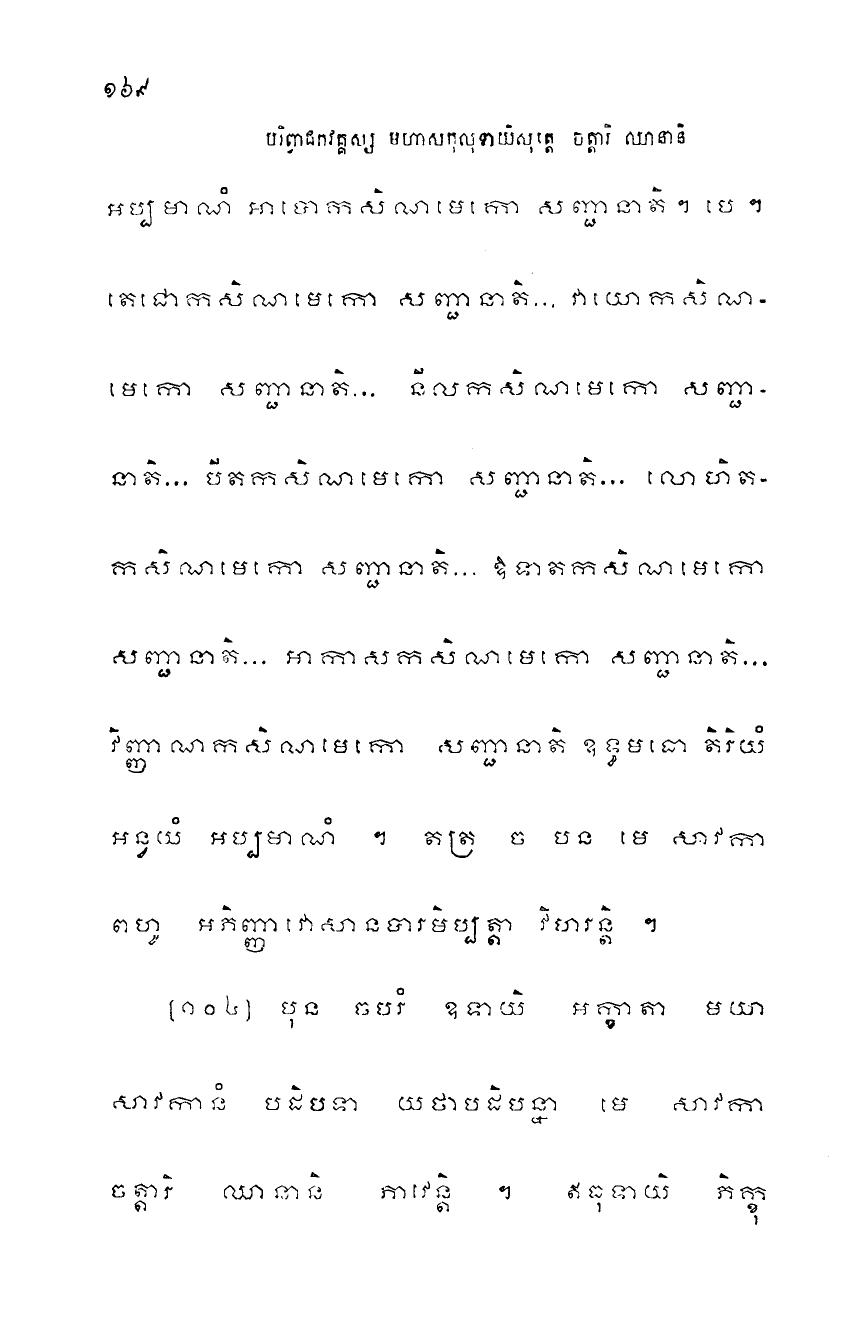 ១៦៩
បរិព្វាជកវគ្គស្ស មហាសកុលុទាយិសុត្តេ ចត្តារិ ឈានានិ
អប្បមាណំ អាបោកសិណមេកោ សញ្ជានាតិ។ បេ ៗ
តេជោកសិណមេកោ សញ្ជានាតិ... វាយោកសិណ-
មេកោ សញ្ជានាតិ... នីលកសិណមេកោ សញ្ជា-
នាតិ... បីតកសិណមេកោ សញ្ជានាតិ... លោហិត-
កសិណមេកោ សញ្ជានាតិ... ឱទាតកសិណមេកោ
សញ្ជានាតិ... អាកាសកសិណមេកោ សញ្ជានាតិ...
វិញ្ញាណកសិណមេកោ សញ្ជានាតិ ឧទ្ធមធោ តិរិយំ
អន្វយំ អប្បមាណំ ។ តត្រ ច បន មេ សាវកា
ពហូ អភិញ្ញាវោសានបារមិប្បត្តា វិហរន្តិ ។
[១០៤] បុន ចបរំ ឧទាយិ អក្ខាតា មយា
សាវកានំ បដិបទា យថាបដិបន្នា មេ សាវកា
ចត្តារិ ឈានានិ ភាវេន្តិ ។ ឥធុទាយិ ភិក្ខុ